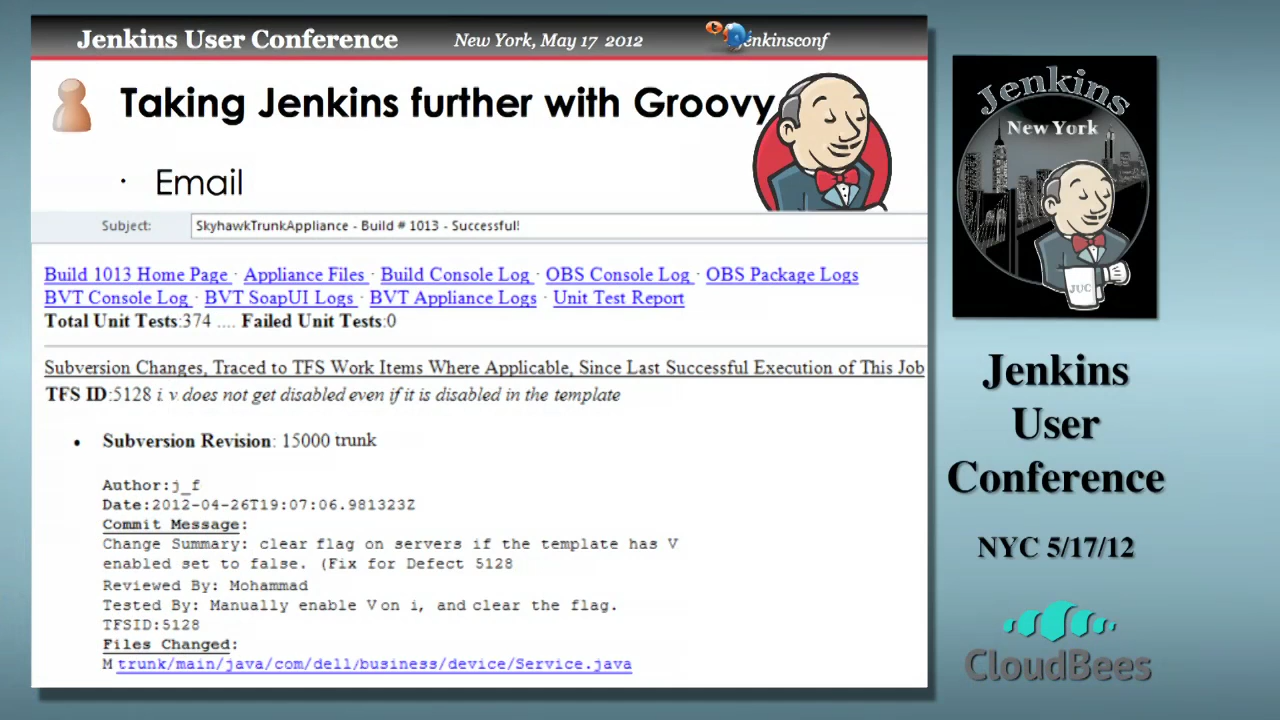 Jenkins User Conference New York, May 17 2012 jenkinsconf
Taking Jenkins further with Groovy
· Email
Subject: SkyhawkTrunkAppliance - Build # 1013 - Successful!
Build 1013 Home Page · Appliance Files · Build Console Log · OBS Console Log · OBS Package Logs
BVT Console Log · BVT SoapUI Logs · BVT Appliance Logs · Unit Test Report
Total Unit Tests:374 .... Failed Unit Tests:0
Subversion Changes, Traced to TFS Work Items Where Applicable, Since Last Successful Execution of This Job
TFS ID:5128 i. v. does not get disabled even if it is disabled in the template
• Subversion Revision: 15000 trunk
Author:j_f
Date:2012-04-26T19:07:06.981323Z
Commit Message:
Change Summary: clear flag on servers if the template has V
enabled set to false. (Fix for Defect 5128
Reviewed By: Mohammad
Tested By: Manually enable V on i, and clear the flag.
TFSID:5128
Files Changed:
M trunk/main/java/com/dell/business/device/Service.java
Jenkins
New York
JUC
Jenkins
User
Conference
NYC 5/17/12
CloudBees